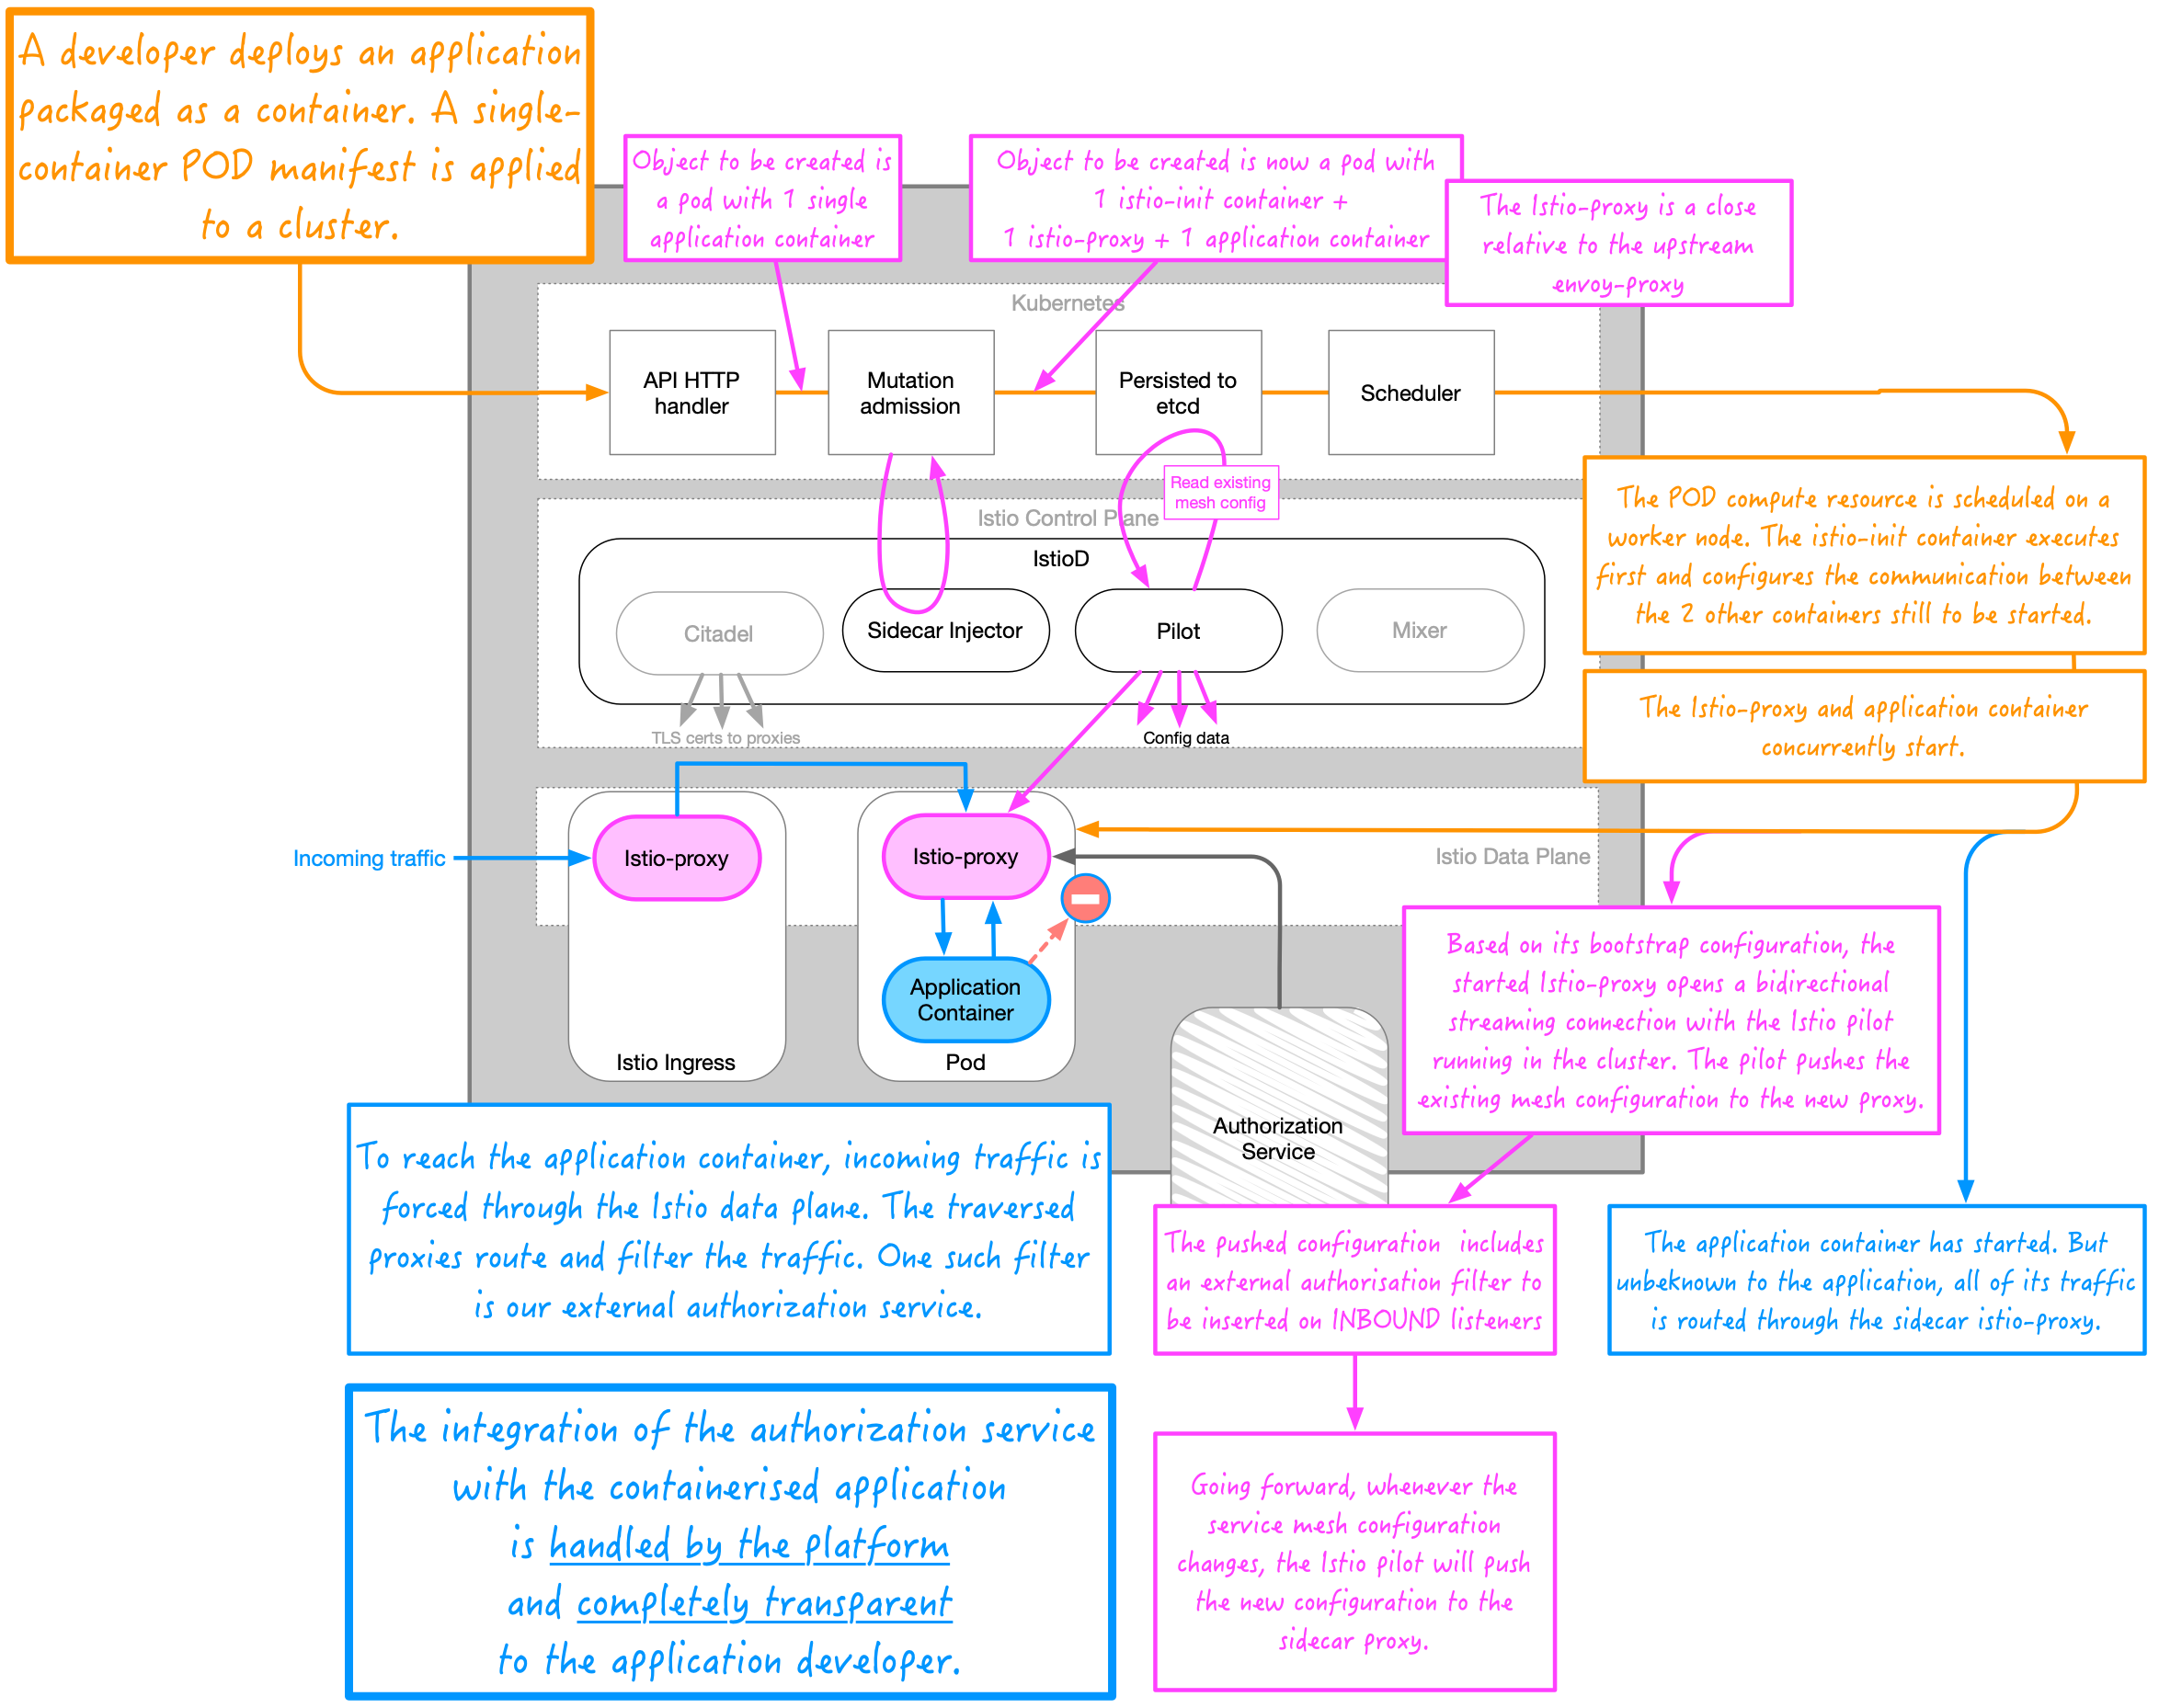 A developer deploys an application
packaged as a container. A single-
container POD manifest is applied
to a cluster.
Object to be created is
a pod with 1 single
application container
Object to be created is now a pod with
1 istio-init container +
1 istio-proxy + 1 application container
The Istio-proxy is a close
relative to the upstream
envoy-proxy
Kubernetes
API HTTP
handler
Mutation
admission
Persisted to
etcd
Scheduler
Read existing
mesh config
Istio Control Plane
IstioD
Citadel
Sidecar Injector
Pilot
Mixer
TLS certs to proxies
Config data
The POD compute resource is scheduled on a
worker node. The istio-init container executes
first and configures the communication between
the 2 other containers still to be started.
The Istio-proxy and application container
concurrently start.
Incoming traffic
Istio-proxy
Istio-proxy
Istio Data Plane
Application
Container
Istio Ingress
Pod
Authorization
Service
Based on its bootstrap configuration, the
started Istio-proxy opens a bidirectional
streaming connection with the Istio pilot
running in the cluster. The pilot pushes the
existing mesh configuration to the new proxy.
To reach the application container, incoming traffic is
forced through the Istio data plane. The traversed
proxies route and filter the traffic. One such filter
is our external authorization service.
The pushed configuration includes
an external authorisation filter to
be inserted on INBOUND listeners
The application container has started. But
unbeknown to the application, all of its traffic
is routed through the sidecar istio-proxy.
The integration of the authorization service
with the containerised application
is handled by the platform
and completely transparent
to the application developer.
Going forward, whenever the
service mesh configuration
changes, the Istio pilot will push
the new configuration to the
sidecar proxy.